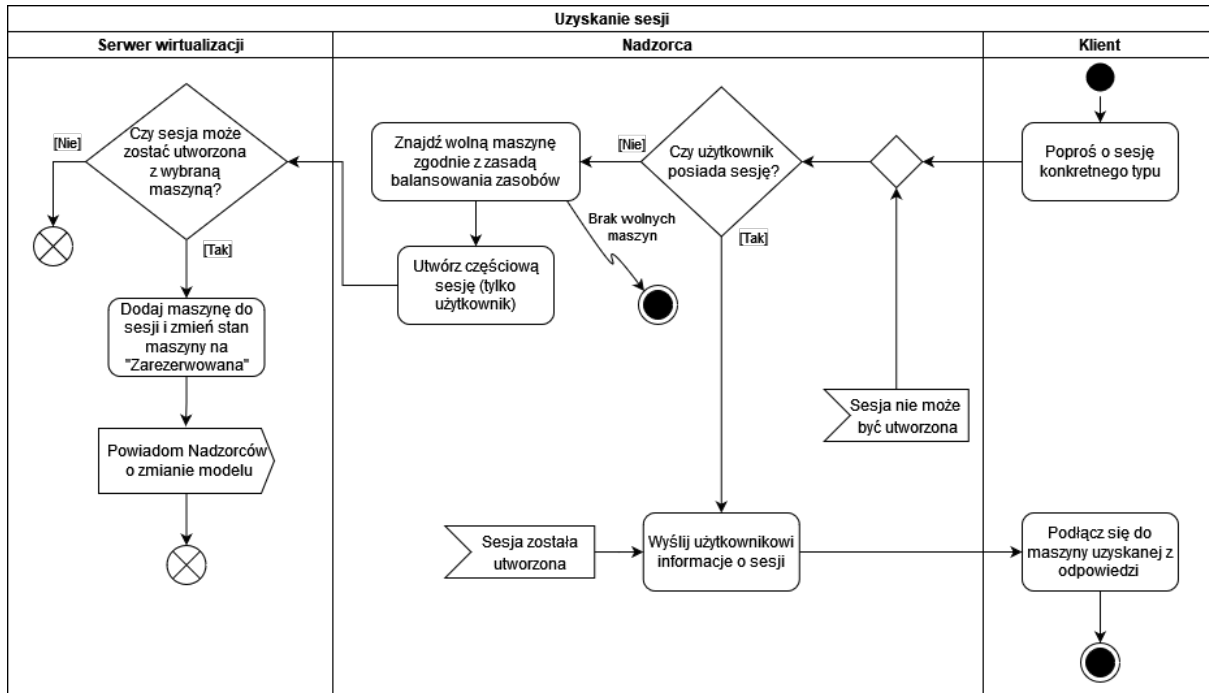 Uzyskanie sesji
Serwer wirtualizacji
Nadzorca
Klient
[Nie]
Czy sesja może
zostać utworzona
z wybraną
maszyną?
[Tak]
Dodaj maszynę do
sesji i zmień stan
maszyny na
"Zarezerwowana"
Powiadom Nadzorców
o zmianie modelu
Znajdź wolną maszynę
zgodnie z zasadą
balansowania zasobów
Brak wolnych
maszyn
Utwórz częściową
sesję (tylko
użytkownik)
[Nie]
Czy użytkownik
posiada sesję?
[Tak]
Sesja nie może
być utworzona
Sesja została
utworzona
Wyślij użytkownikowi
informacje o sesji
Poproś o sesję
konkretnego typu
Podłącz się do
maszyny uzyskanej z
odpowiedzi